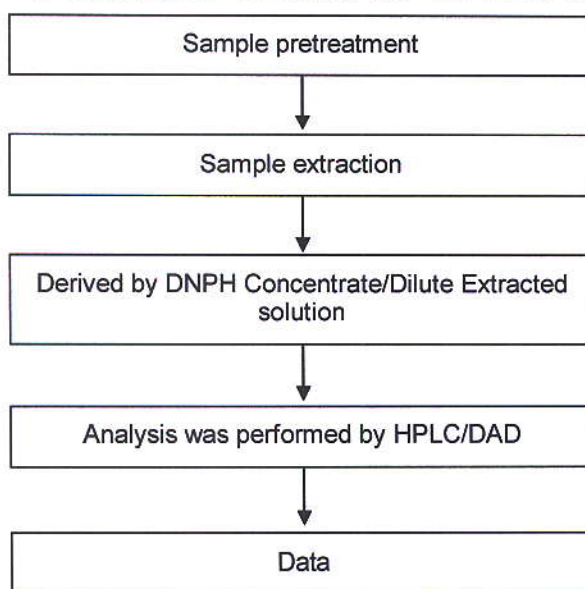 Sample pretreatment
Sample extraction
Derived by DNPH Concentrate/Dilute Extracted
solution
Analysis was performed by HPLC/DAD
Data